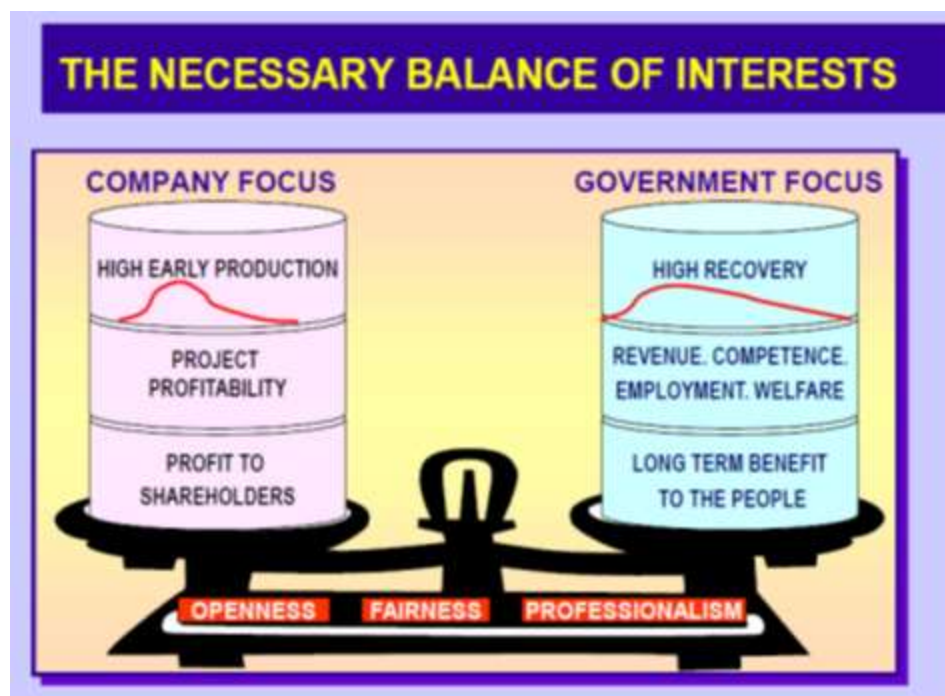 THE NECESSARY BALANCE OF INTERESTS
COMPANY FOCUS
HIGH EARLY PRODUCTION
PROJECT
PROFITABILITY
PROFIT TO
SHAREHOLDERS
GOVERNMENT FOCUS
HIGH RECOVERY
REVENUE. COMPETENCE.
EMPLOYMENT. WELFARE
LONG TERM BENEFIT
TO THE PEOPLE
OPENNESS FAIRNESS PROFESSIONALISM